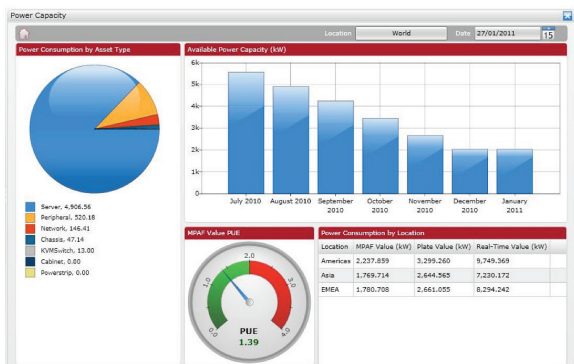 Power Capacity
Location World Date 27/01/2011 15
Power Consumption by Asset Type
Server, 4,906.56
Peripheral, 520.18
Network, 146.41
Chassis, 47.14
KVMSwitch, 13.00
Cabinet, 0.00
Powerstrip, 0.00
Available Power Capacity (kW)
6k
5k
4k
3k
2k
1k
0
July 2010 August 2010 September 2010 October 2010 November 2010 December 2010 January 2011
MPAF Value PUE
0.0 1.0 2.0 3.0 4.0
PUE
1.39
Power Consumption by Location
Location MPAF Value (kW) Plate Value (kW) Real-Time Value (kW)
Americas 2,237.859 3,299.260 9,749.369
Asia 1,769.714 2,644.565 7,230.172
EMEA 1,780.708 2,661.055 8,294.242